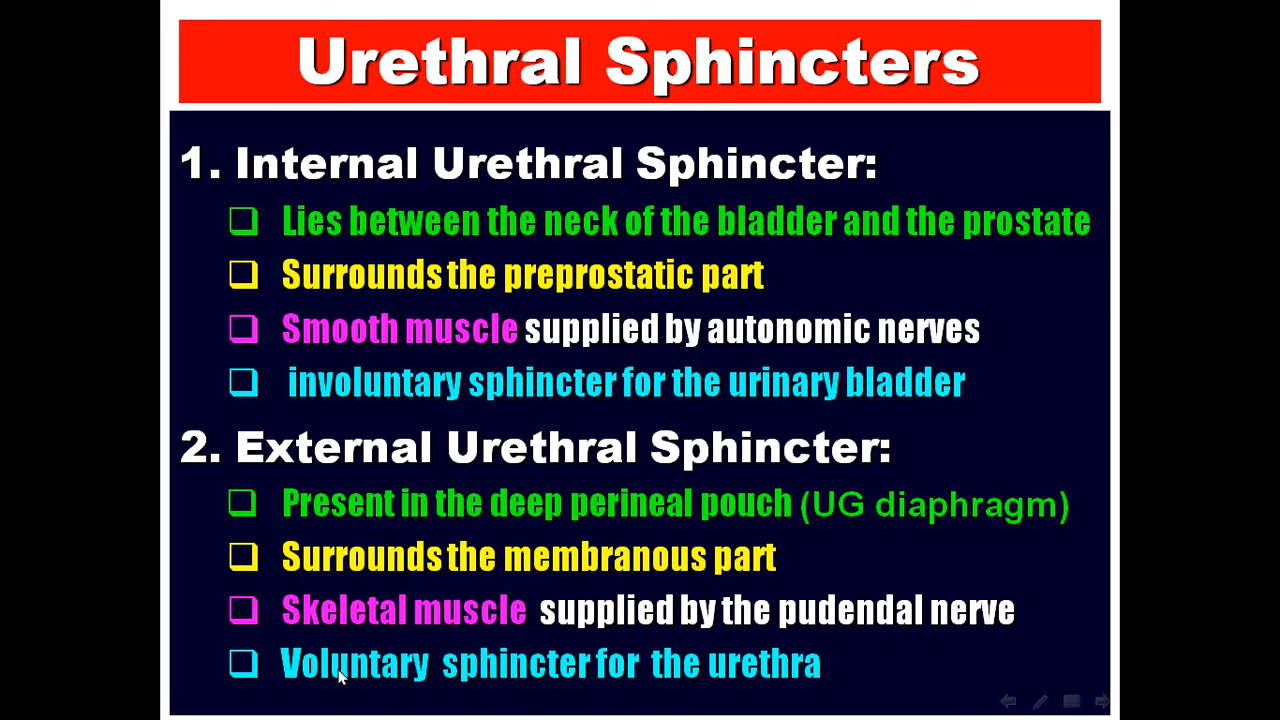 Urethral Sphincters
1. Internal Urethral Sphincter:
Lies between the neck of the bladder and the prostate
Surrounds the preprostatic part
Smooth muscle supplied by autonomic nerves
involuntary sphincter for the urinary bladder
2. External Urethral Sphincter:
Present in the deep perineal pouch (UG diaphragm)
Surrounds the membranous part
Skeletal muscle supplied by the pudendal nerve
Voluntary sphincter for the urethra